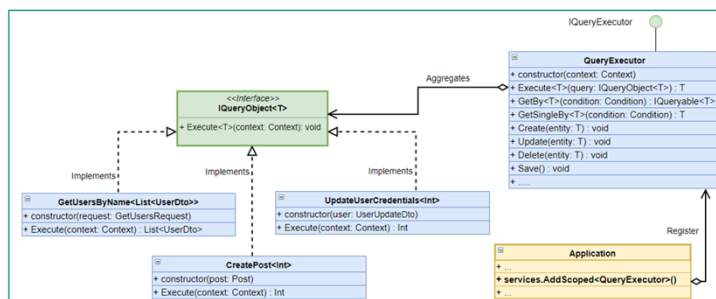 IQueryExecutor
QueryExecutor
+ constructor(context: Context)
+ Execute<T>(query: IQueryObject<T>) : T
+ GetBy<T>(condition: Condition) : IQueryable<T>
+ GetSingleBy<T>(condition: Condition) : T
+ Create(entity: T) : void
+ Update(entity: T) : void
+ Delete(entity: T) : void
+ Save() : void
+ .....
Aggregates
<<Interface>>
IQueryObject<T>
+ Execute<T>(context: Context): void
Implements
Implements
Implements
GetUsersByName<List<UserDto>>
+ constructor(request: GetUsersRequest)
+ Execute(context: Context) : List<UserDto>
UpdateUserCredentials<Int>
+ constructor(user: UserUpdateDto)
+ Execute(context: Context) : Int
CreatePost<Int>
+ constructor(post: Post)
+ Execute(context: Context) : Int
Register
Application
+ ...
+ services.AddScoped<QueryExecutor>()
+ ...